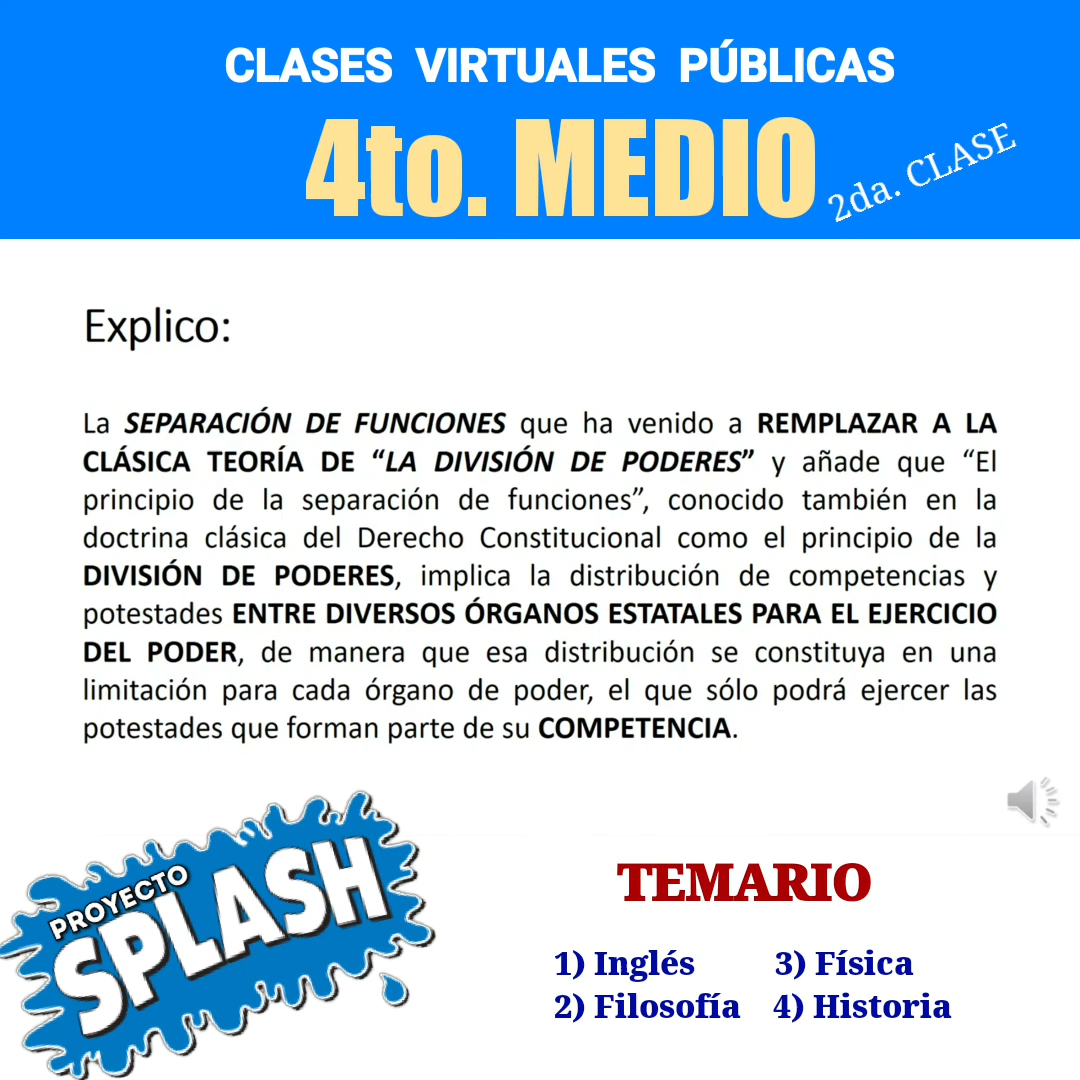 CLASES VIRTUALES PÚBLICAS
4to. MEDIO
2da. CLASE
Explico:
La SEPARACIÓN DE FUNCIONES que ha venido a REMPLAZAR A LA
CLÁSICA TEORÍA DE “LA DIVISIÓN DE PODERES” y añade que “El
principio de la separación de funciones”, conocido también en la
doctrina clásica del Derecho Constitucional como el principio de la
DIVISIÓN DE PODERES, implica la distribución de competencias y
potestades ENTRE DIVERSOS ÓRGANOS ESTATALES PARA EL EJERCICIO
DEL PODER, de manera que esa distribución se constituya en una
limitación para cada órgano de poder, el que sólo podrá ejercer las
potestades que forman parte de su COMPETENCIA.
PROYECTO
SPLASH
TEMARIO
1) Inglés 3) Física
2) Filosofía 4) Historia